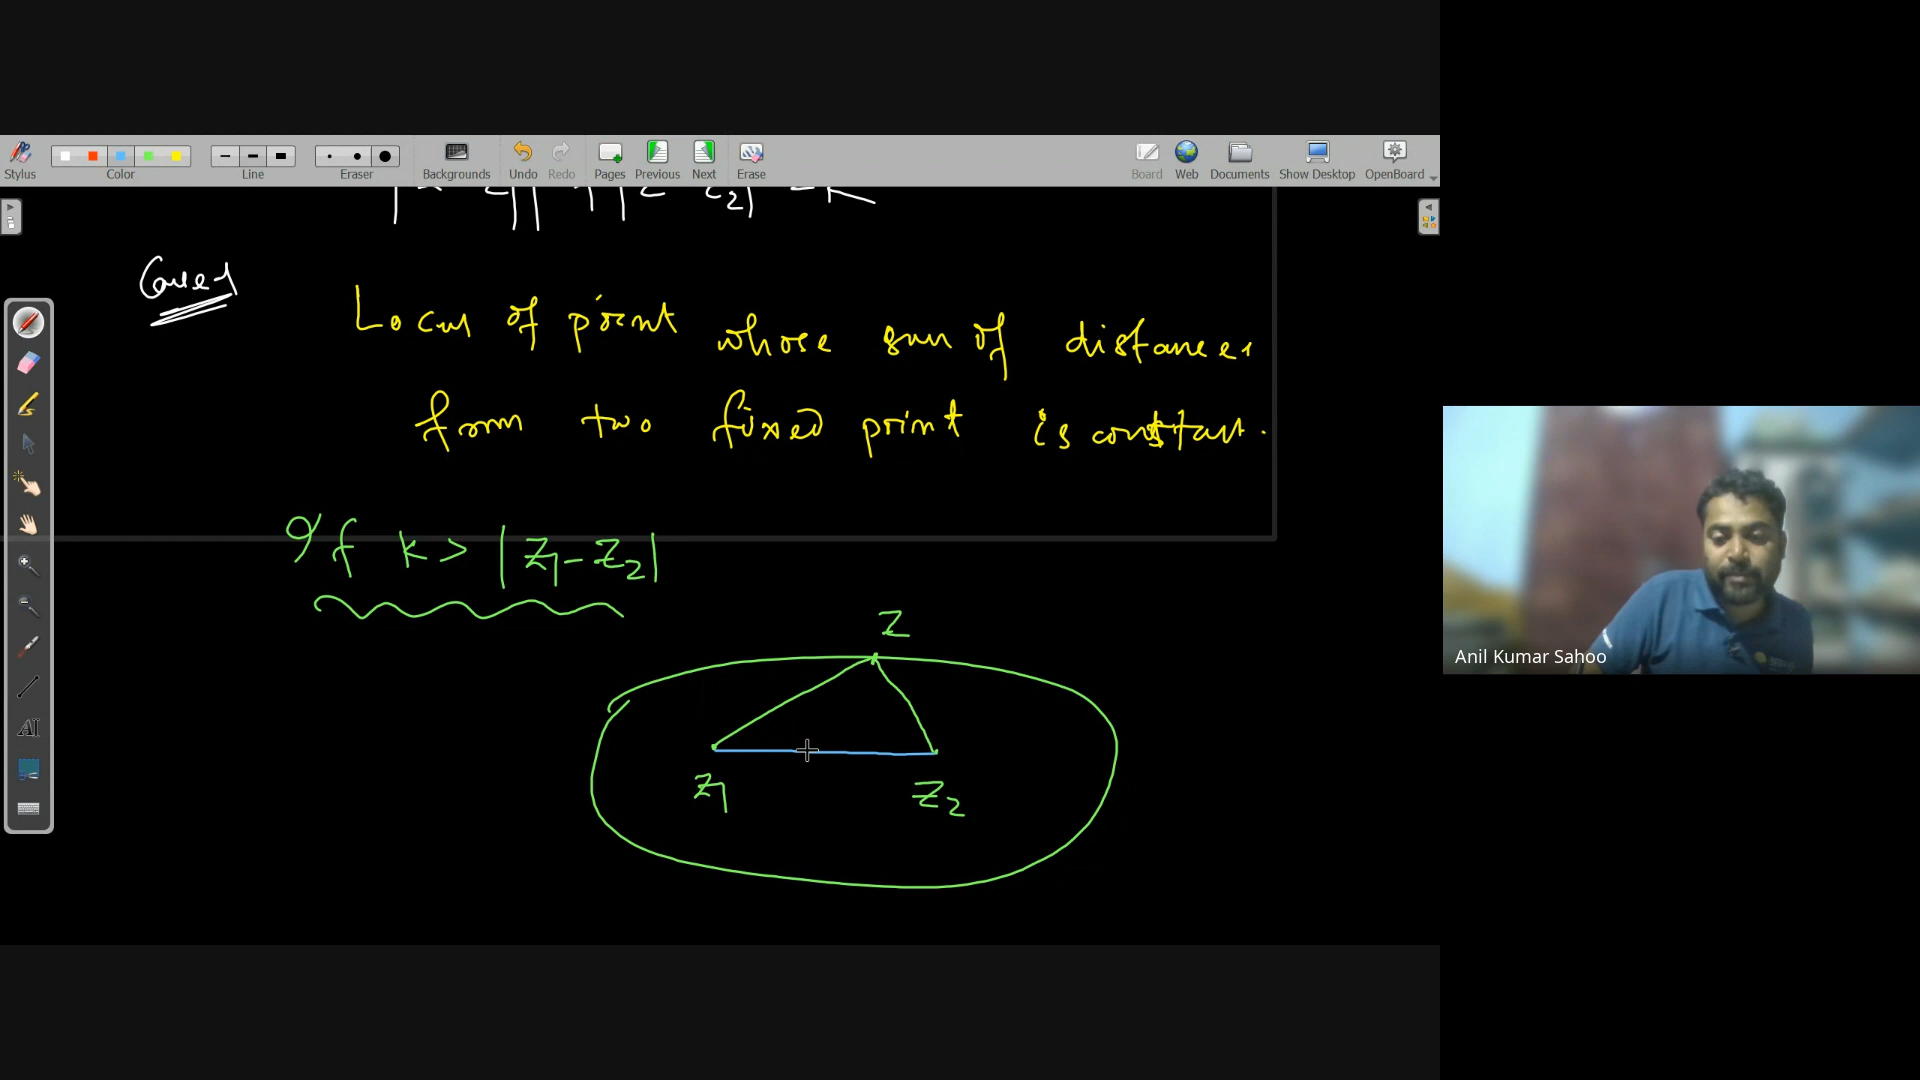 Stylus Color Line Eraser Backgrounds Undo Redo Pages Previous Next Erase Board Web Documents Show Desktop OpenBoard
z2| = k
Case-1
Locus of point whose sum of distances
from two fixed point is constant.
If k > |z1 - z2|
z
z1 z2
Anil Kumar Sahoo